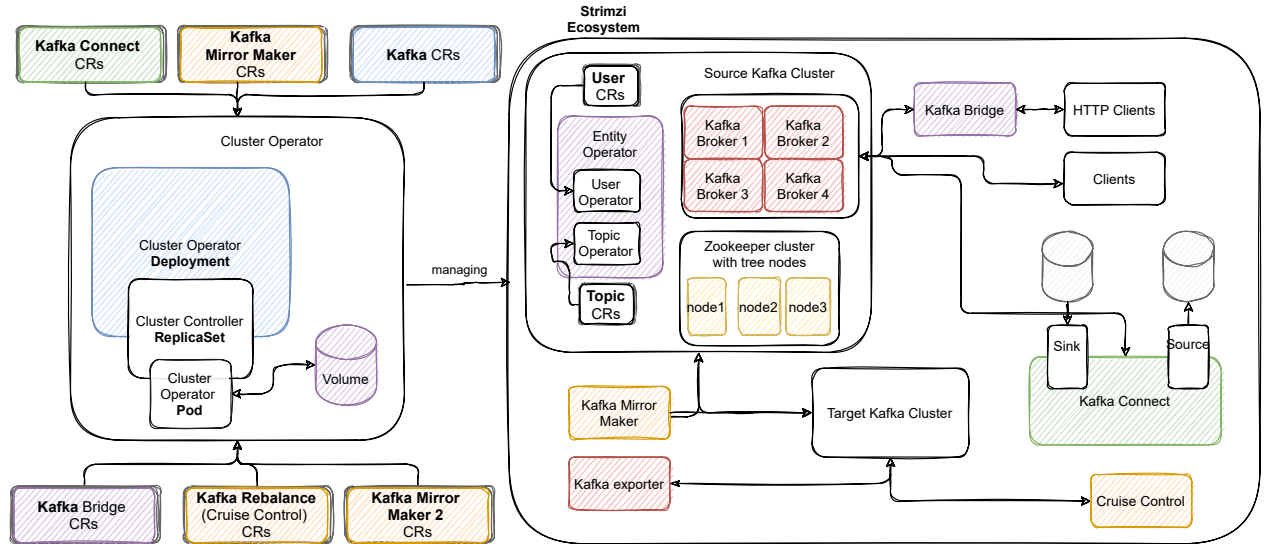 Strimzi
Ecosystem
Kafka Connect
CRs
Kafka
Mirror Maker
CRs
Kafka CRs
Cluster Operator
Cluster Operator
Deployment
Cluster Controller
ReplicaSet
Cluster
Operator
Pod
Volume
Kafka Bridge
CRs
Kafka Rebalance
(Cruise Control)
CRs
Kafka Mirror
Maker 2
CRs
managing
User
CRs
Entity
Operator
User
Operator
Topic
Operator
Topic
CRs
Source Kafka Cluster
Kafka
Broker 1
Kafka
Broker 2
Kafka
Broker 3
Kafka
Broker 4
Zookeeper cluster
with tree nodes
node1
node2
node3
Kafka Bridge
HTTP Clients
Clients
Sink
Source
Kafka Connect
Kafka Mirror
Maker
Target Kafka Cluster
Kafka exporter
Cruise Control